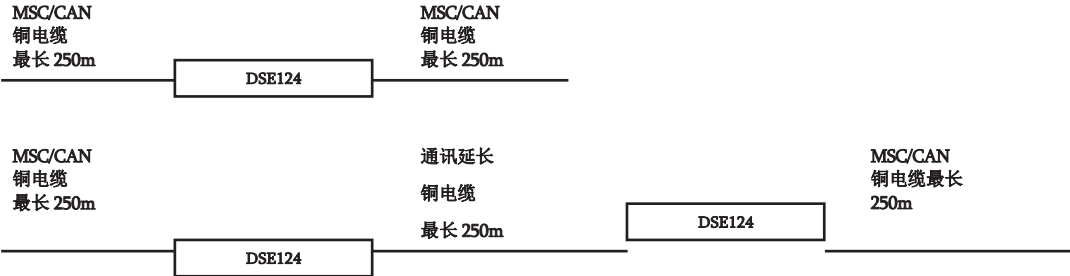 MSC/CAN
铜电缆
最长 250m
MSC/CAN
铜电缆
最长 250m
DSE124
MSC/CAN
铜电缆
最长 250m
通讯延长
铜电缆
最长 250m
MSC/CAN
铜电缆最长
250m
DSE124
DSE124